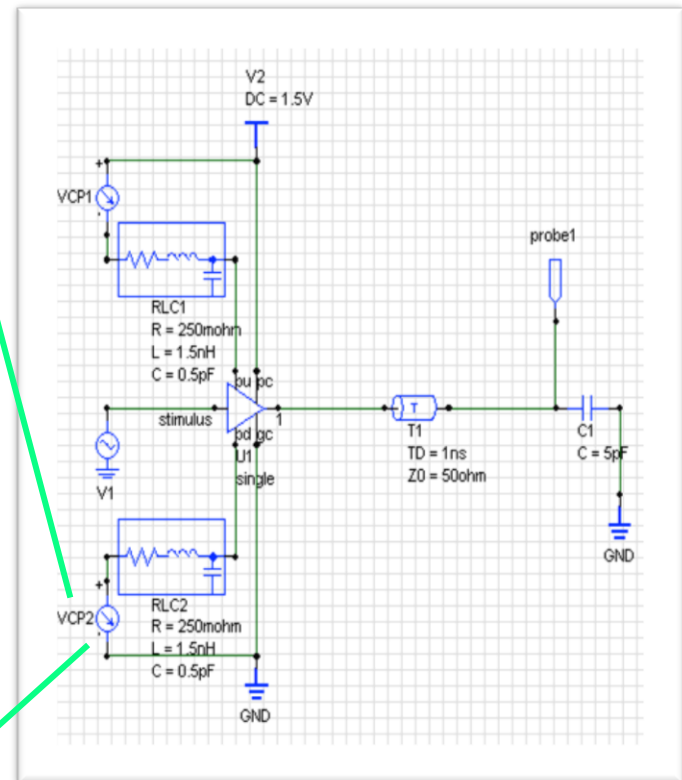 V2
DC = 1.5V
+
VCP1
-
probe1
RLC1
R = 250mohm
L = 1.5nH
C = 0.5pF
pu pc
stimulus
1
T
T1
C1
pd gc
U1
TD = 1ns
C = 5pF
single
Z0 = 50ohm
V1
GND
+
VCP2
-
RLC2
R = 250mohm
L = 1.5nH
C = 0.5pF
GND